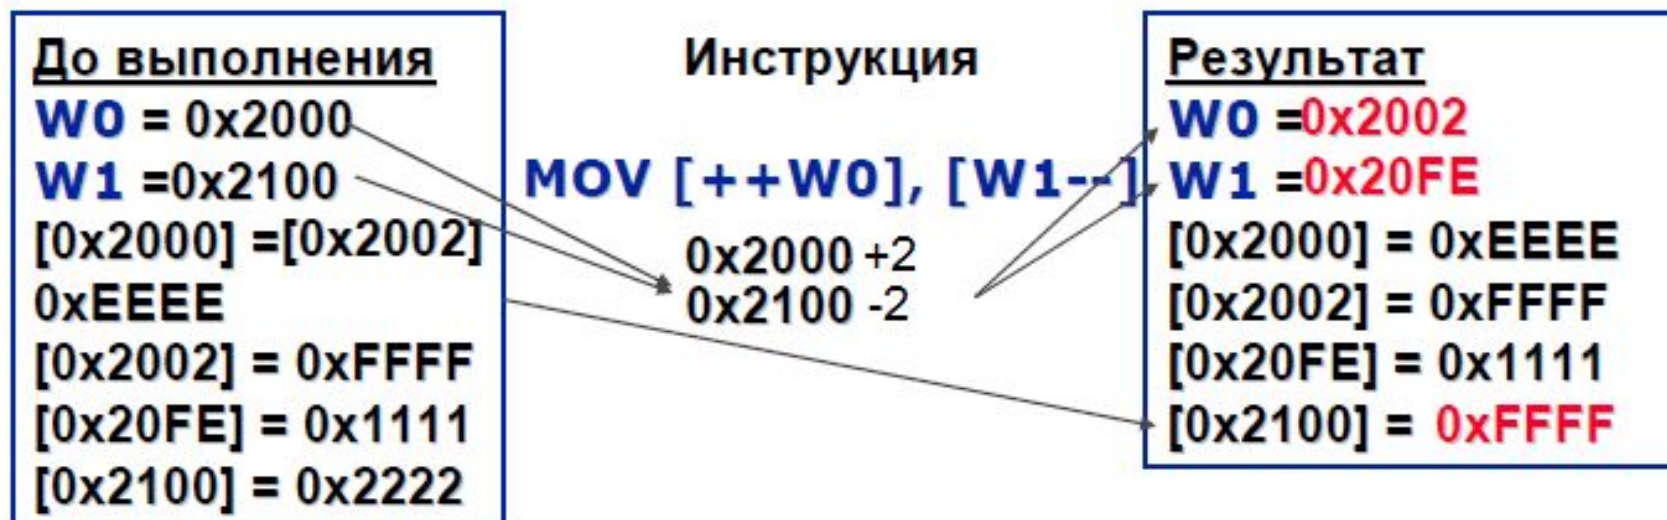 До выполнения
W0 = 0x2000
W1 =0x2100
[0x2000] =[0x2002]
0xEEEE
[0x2002] = 0xFFFF
[0x20FE] = 0x1111
[0x2100] = 0x2222
Инструкция
MOV [++W0], [W1--]
0x2000 +2
0x2100 -2
Результат
W0 =0x2002
W1 =0x20FE
[0x2000] = 0xEEEE
[0x2002] = 0xFFFF
[0x20FE] = 0x1111
[0x2100] = 0xFFFF